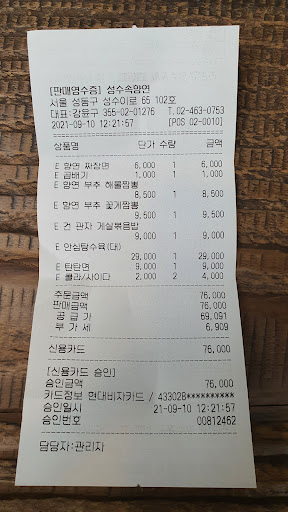 [판매영수증] 성수속향연
서울 성동구 성수이로 65 102호
대표:강윤구 355-02-01276 T.02-463-0753
2021-09-10 12:21:57 [POS 02-0010]
상품명 단가 수량 금액
E 향연 짜장면 6,000 1 6,000
E 곱배기 1,000 1 1,000
E 향연 부추 해물짬뽕
8,500 1 8,500
E 향연 부추 꽃게짬뽕
9,500 1 9,500
E 건 관자 게살볶음밥
9,000 1 9,000
E 안심탕수육(대)
29,000 1 29,000
E 탄탄면 9,000 1 9,000
E 콜라/사이다 2,000 2 4,000
주문금액 76,000
판매금액 76,000
공 급 가 69,091
부 가 세 6,909
신용카드 76,000
[신용카드 승인]
승인금액 76,000
카드정보 현대비자카드 / 433028**********
승인일시 21-09-10 12:21:57
승인번호 00812462
담당자:관리자